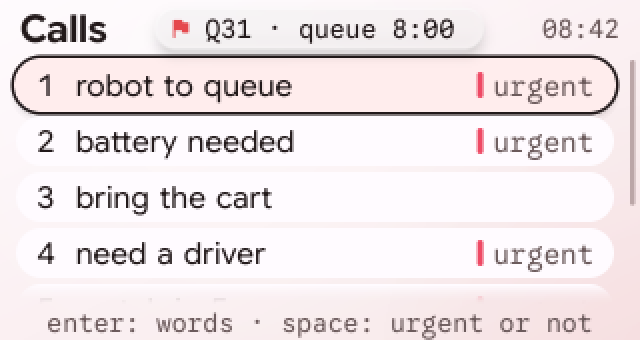 Calls Q31 · queue 8:00 08:42
1 robot to queue urgent
2 battery needed urgent
3 bring the cart
4 need a driver urgent
enter: words · space: urgent or not